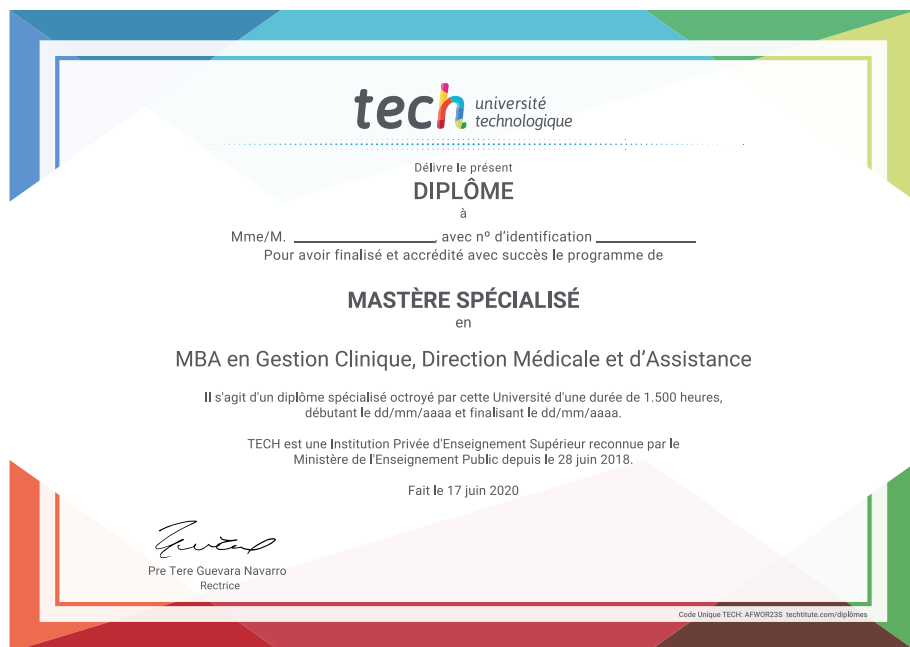 tech université
technologique
Délivre le présent
DIPLÔME
à
Mme/M. ____________, avec nº d'identification ____________
Pour avoir finalisé et accrédité avec succès le programme de
MASTÈRE SPÉCIALISÉ
en
MBA en Gestion Clinique, Direction Médicale et d'Assistance
Il s'agit d'un diplôme spécialisé octroyé par cette Université d'une durée de 1.500 heures,
débutant le dd/mm/aaaa et finalisant le dd/mm/aaaa.
TECH est une Institution Privée d'Enseignement Supérieur reconnue par le
Ministère de l'Enseignement Public depuis le 28 juin 2018.
Fait le 17 juin 2020
Pre Tere Guevara Navarro
Rectrice
Code Unique TECH: AFWOR23S techtitute.com/diplômes